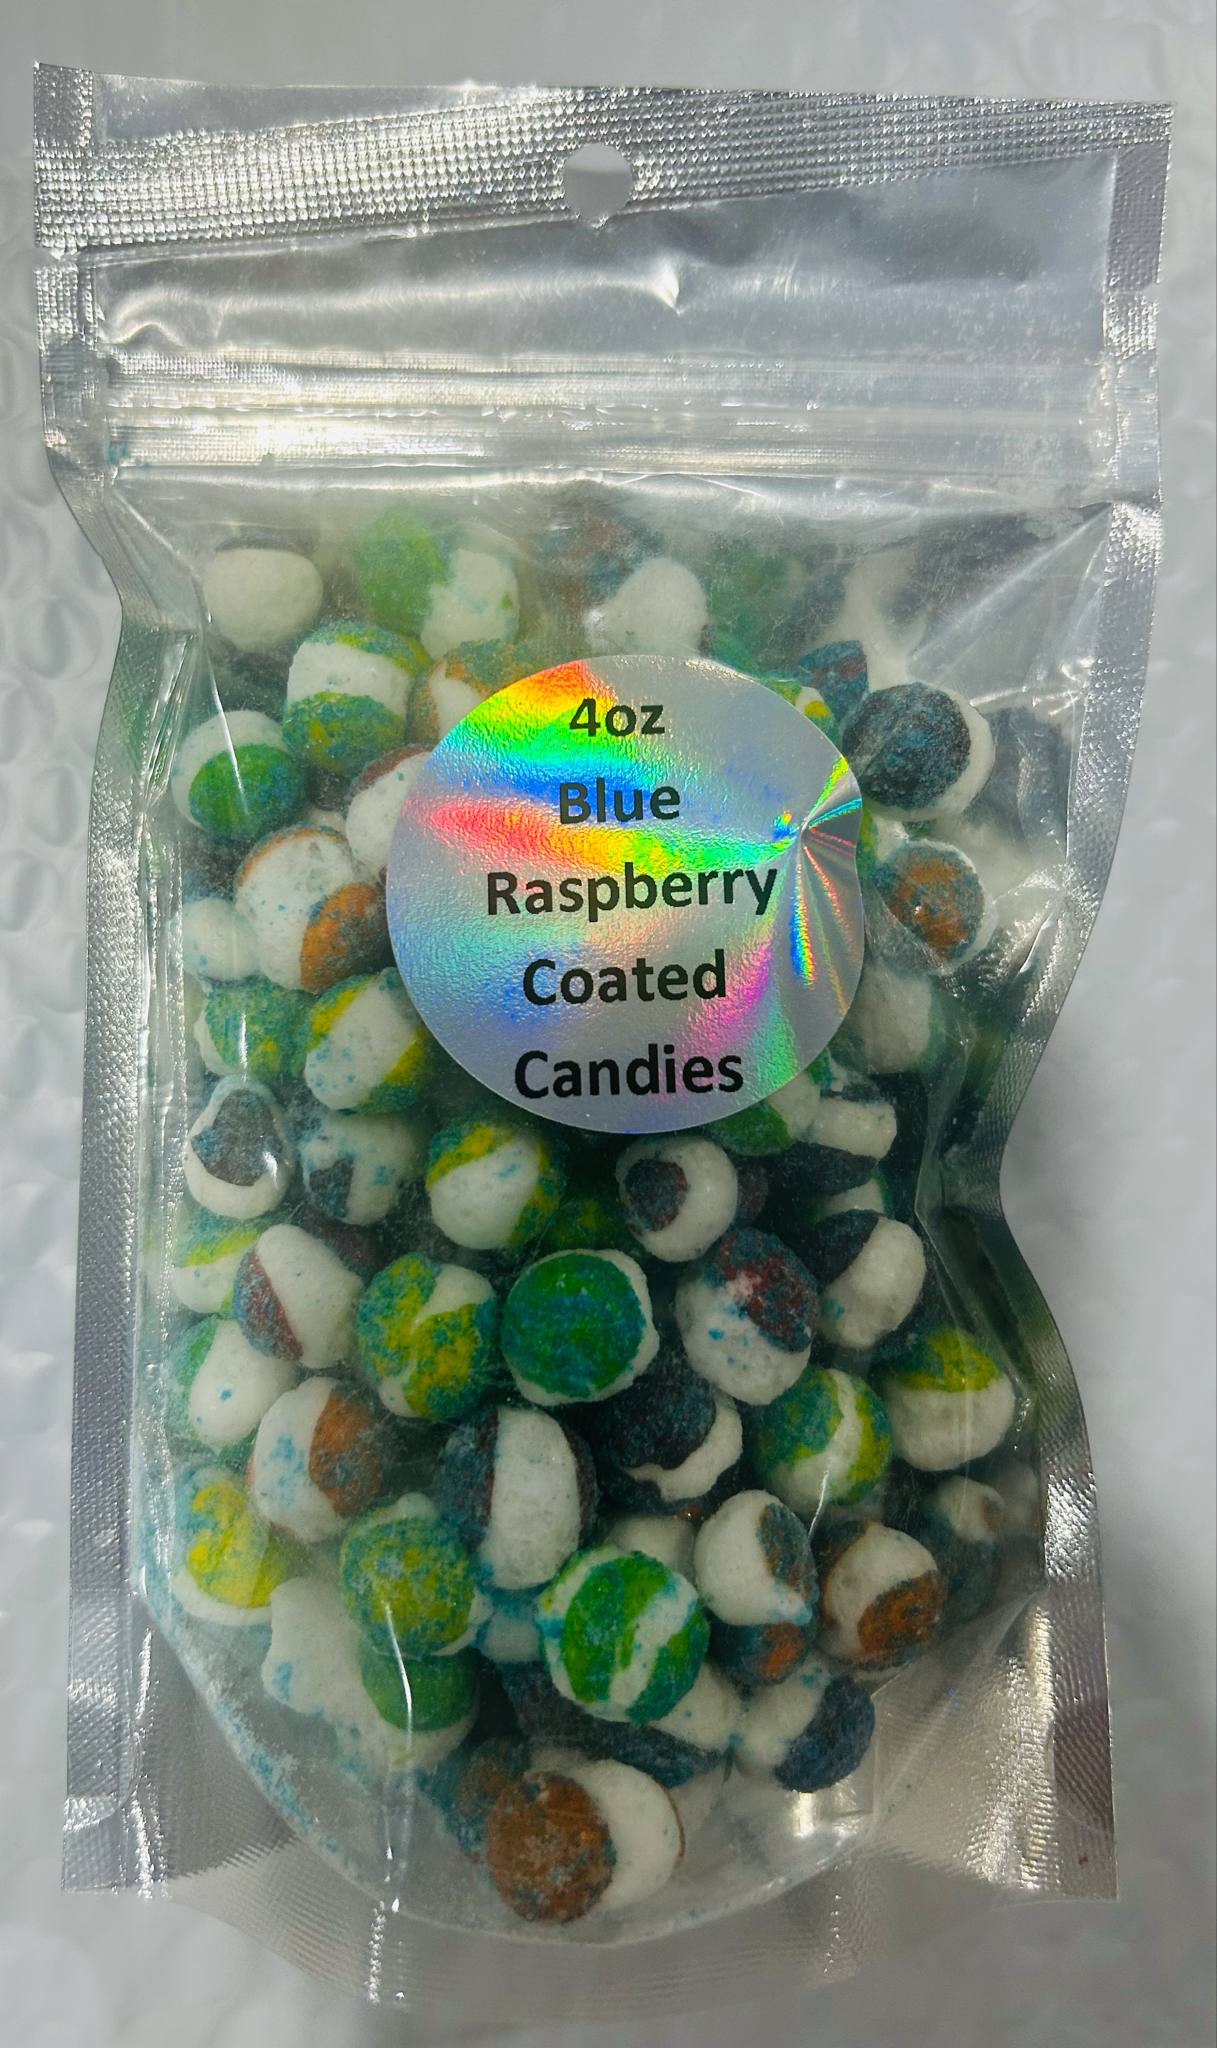 4oz
Blue
Raspberry
Coated
Candies